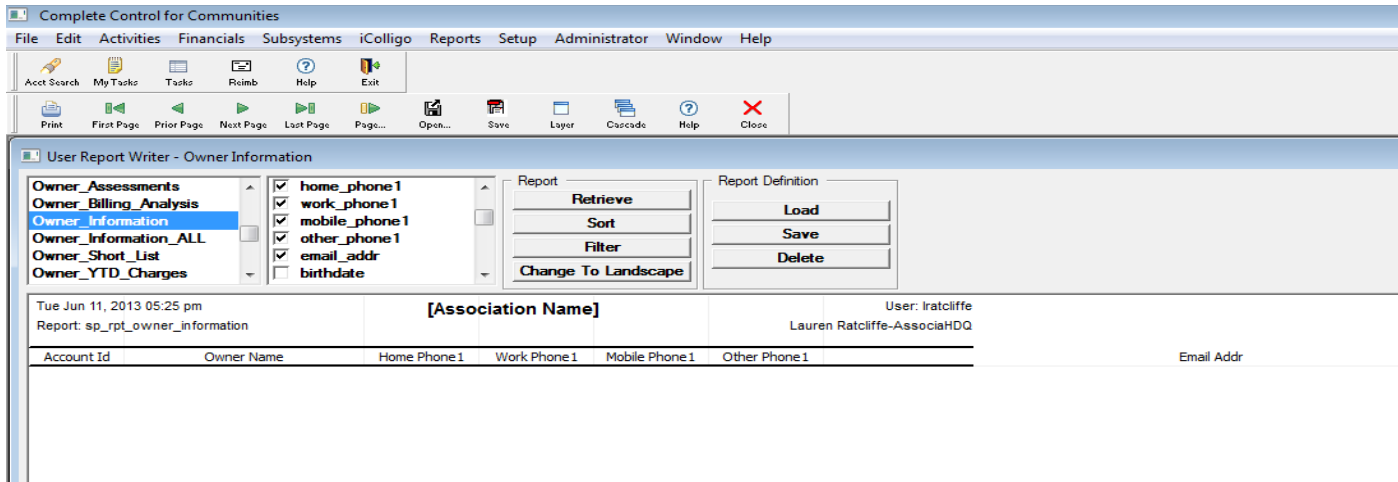 Complete Control for Communities
File Edit Activities Financials Subsystems iColligo Reports Setup Administrator Window Help
Acct Search My Tasks Tasks Reimb Help Exit
Print First Page Prior Page Next Page Last Page Page... Open... Save Layer Cascade Help Close
User Report Writer - Owner Information
Owner_Assessments
Owner_Billing_Analysis
Owner_Information
Owner_Information_ALL
Owner_Short_List
Owner_YTD_Charges
home_phone1
work_phone1
mobile_phone1
other_phone1
email_addr
birthdate
Report
Retrieve
Sort
Filter
Change To Landscape
Report Definition
Load
Save
Delete
Tue Jun 11, 2013 05:25 pm [Association Name] User: lratcliffe
Report: sp_rpt_owner_information Lauren Ratcliffe-AssociaHDQ
Account Id Owner Name Home Phone1 Work Phone1 Mobile Phone1 Other Phone1 Email Addr